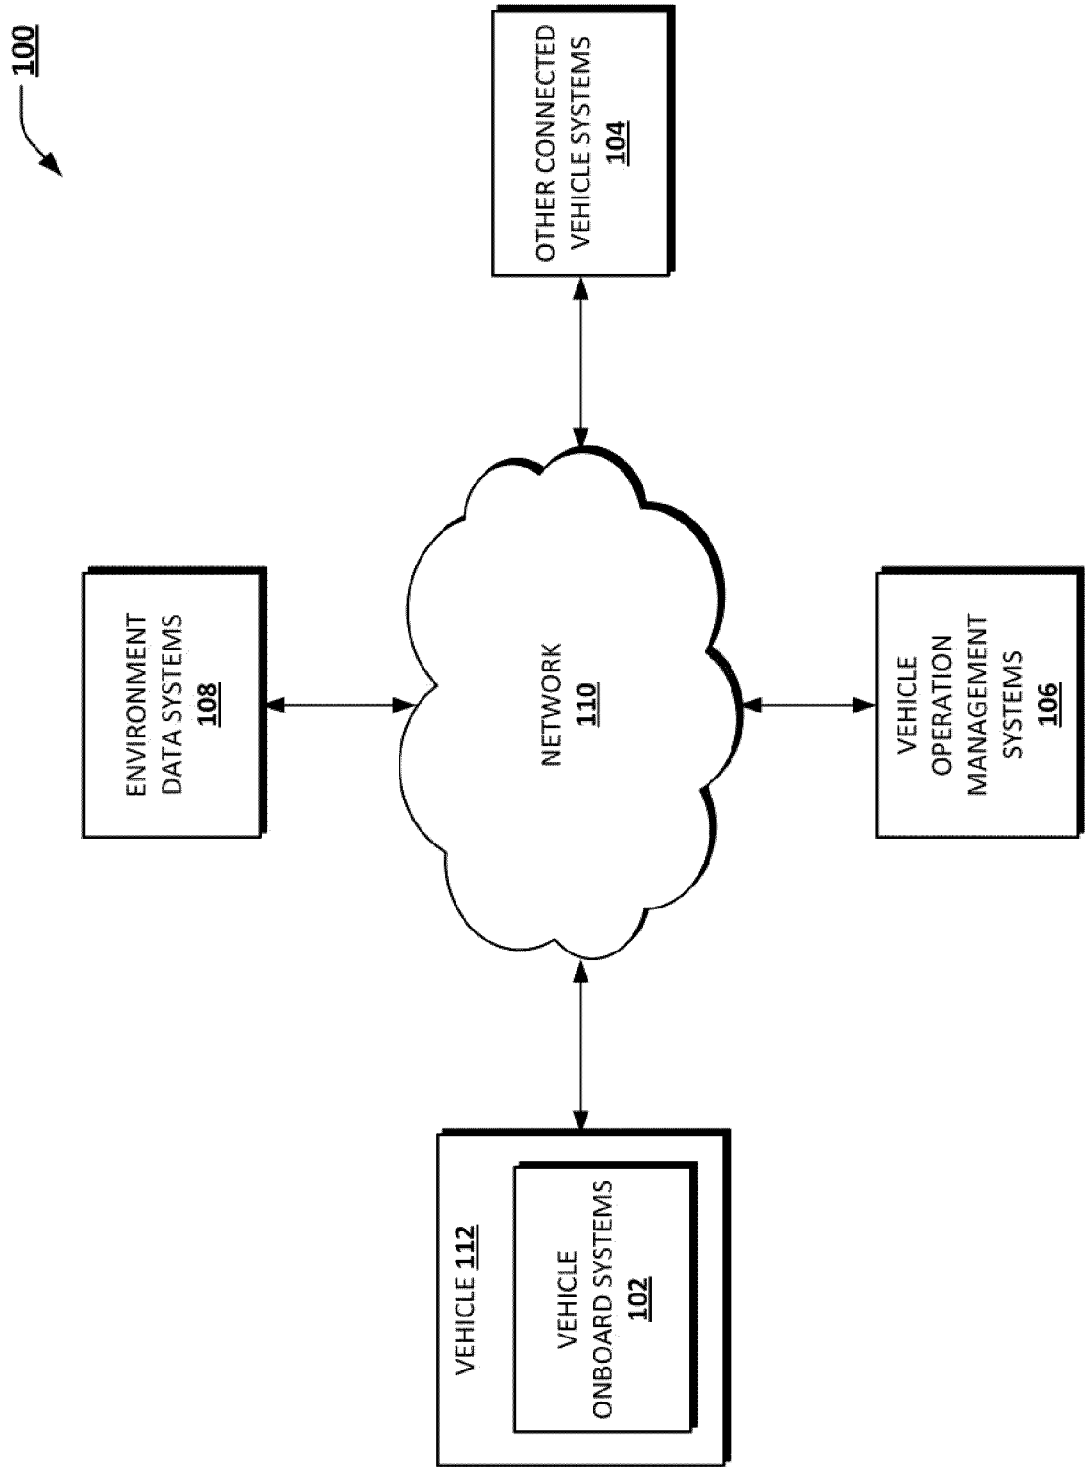 100
ENVIRONMENT
DATA SYSTEMS
108
VEHICLE 112
VEHICLE
ONBOARD SYSTEMS
102
NETWORK
110
OTHER CONNECTED
VEHICLE SYSTEMS
104
VEHICLE
OPERATION
MANAGEMENT
SYSTEMS
106